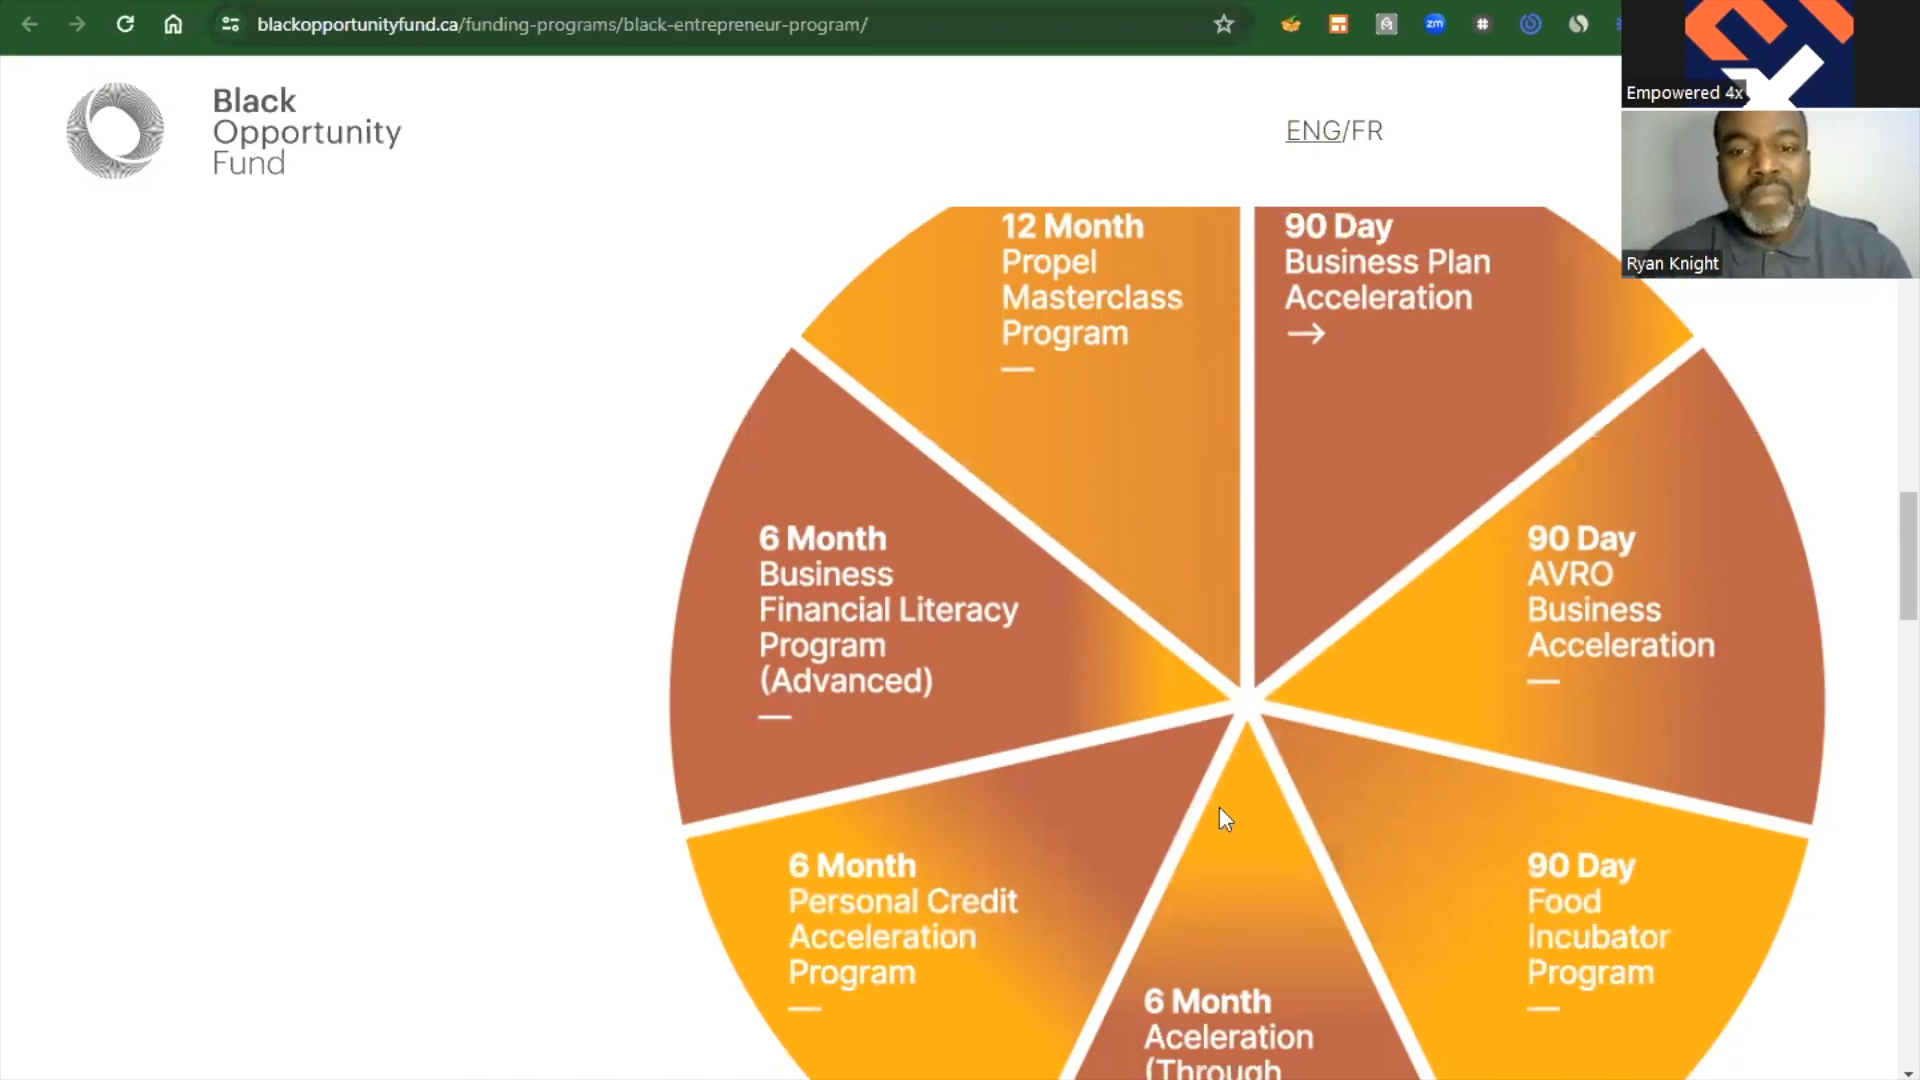 blackopportunityfund.ca/funding-programs/black-entrepreneur-program/
zm
Empowered 4x
Black
Opportunity
Fund
ENG/FR
Ryan Knight
12 Month
Propel
Masterclass
Program
90 Day
Business Plan
Acceleration
6 Month
Business
Financial Literacy
Program
(Advanced)
90 Day
AVRO
Business
Acceleration
6 Month
Personal Credit
Acceleration
Program
6 Month
Aceleration
(Through
90 Day
Food
Incubator
Program